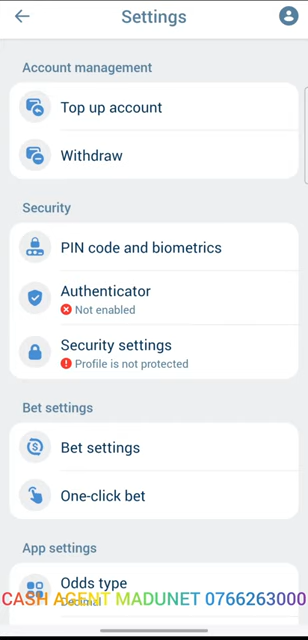 Settings
Account management
Top up account
Withdraw
Security
PIN code and biometrics
Authenticator
Not enabled
Security settings
Profile is not protected
Bet settings
Bet settings
One-click bet
App settings
Odds type
CASH AGENT MADUNET 0766263000
Decimal